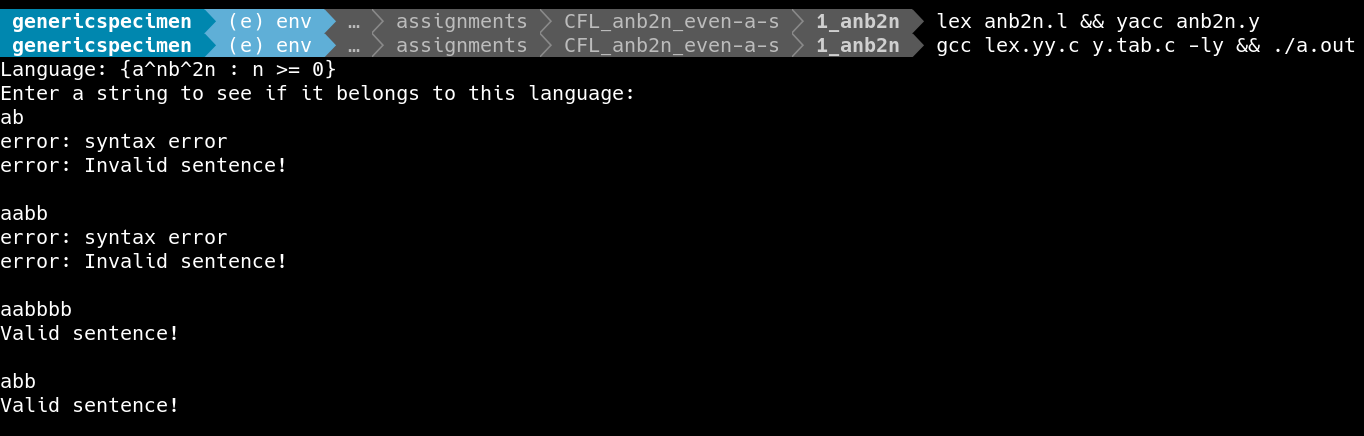 genericspecimen (e) env … assignments CFL_anb2n_even-a-s 1_anb2n lex anb2n.l && yacc anb2n.y
genericspecimen (e) env … assignments CFL_anb2n_even-a-s 1_anb2n gcc lex.yy.c y.tab.c -ly && ./a.out
Language: {a^nb^2n : n >= 0}
Enter a string to see if it belongs to this language:
ab
error: syntax error
error: Invalid sentence!
aabb
error: syntax error
error: Invalid sentence!
aabbbb
Valid sentence!
abb
Valid sentence!